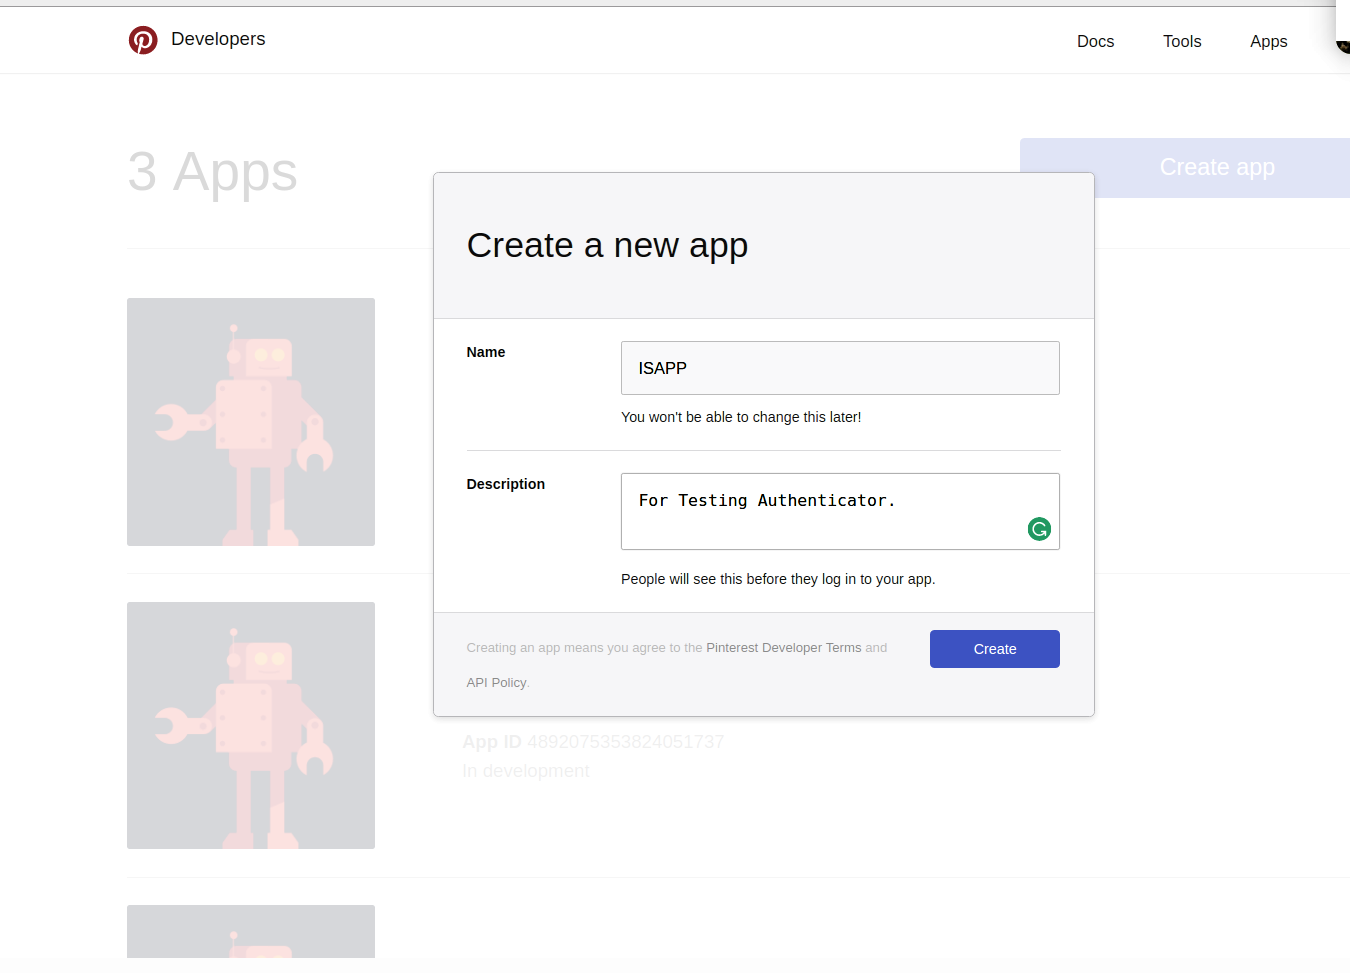 Developers
Docs
Tools
Apps
3 Apps
Create app
Create a new app
Name
ISAPP
You won't be able to change this later!
Description
For Testing Authenticator.
People will see this before they log in to your app.
Creating an app means you agree to the Pinterest Developer Terms and
API Policy.
Create
App ID 4892075353824051737
In development